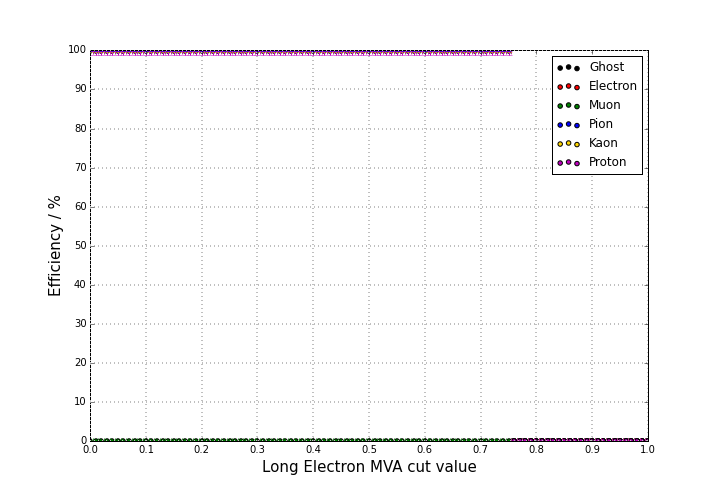 100
90
80
70
60
50
40
30
20
10
0
Efficiency / %
Ghost
Electron
Muon
Pion
Kaon
Proton
0.0 0.1 0.2 0.3 0.4 0.5 0.6 0.7 0.8 0.9 1.0
Long Electron MVA cut value